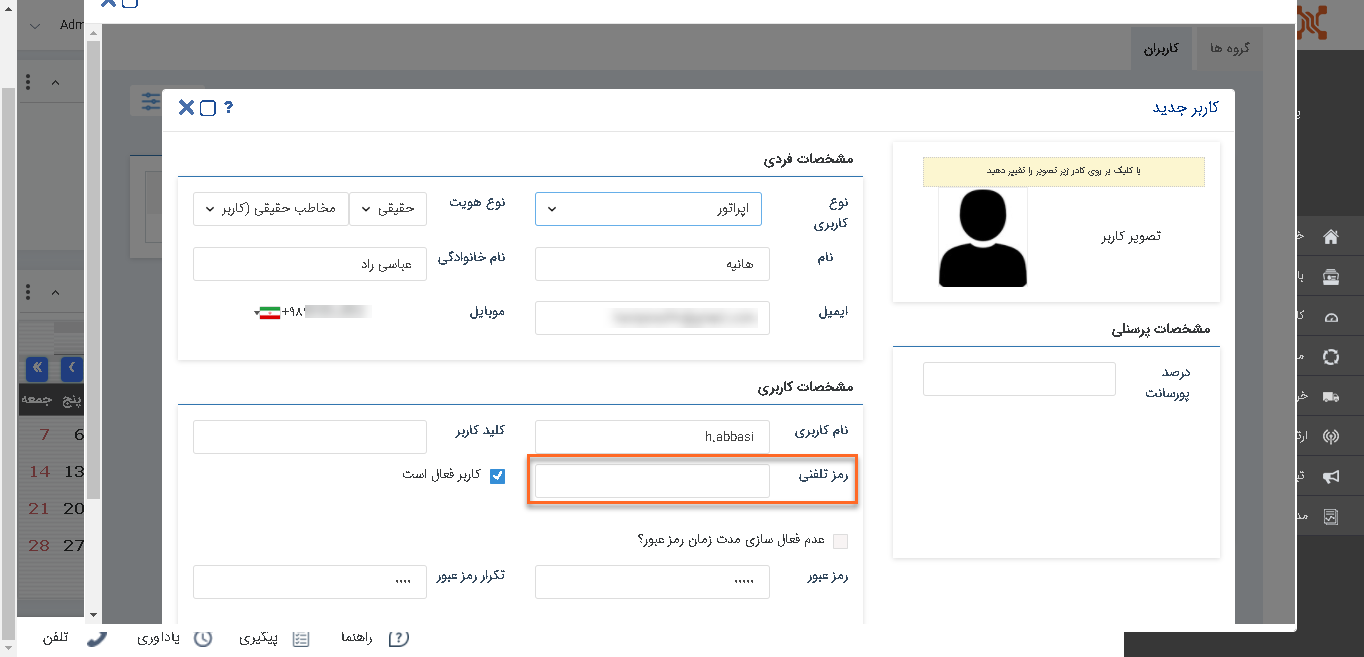 Adm
گروه ها
کاربران
کاربر جدید
?
با کلیک بر روی کادر زیر تصویر را تغییر دهید
تصویر کاربر
مشخصات پرسنلی
درصد پورسانت
مشخصات فردی
نوع کاربری
اپراتور
نوع هویت
حقیقی
مخاطب حقیقی (کاربر
نام
هانیه
نام خانوادگی
عباسی راد
ایمیل
موبایل
+۹۸۹
مشخصات کاربری
نام کاربری
h.abbasi
کلید کاربر
رمز تلفنی
کاربر فعال است
عدم فعال سازی مدت زمان رمز عبور؟
رمز عبور
تکرار رمز عبور
پنج
جمعه
6
7
13
14
20
21
27
28
راهنما
پیگیری
یادآوری
تلفن